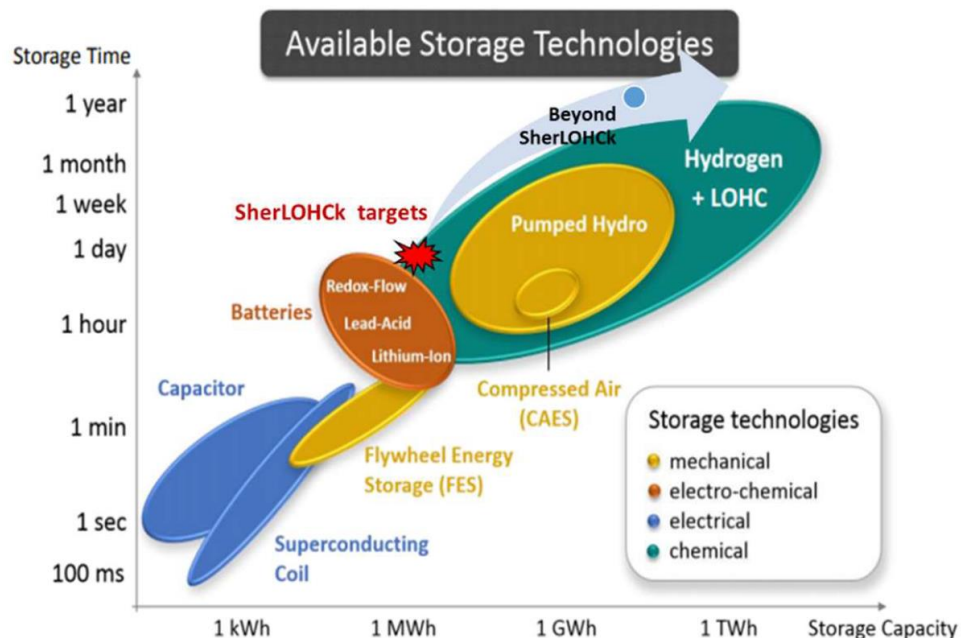 Available Storage Technologies
Storage Time
1 year
1 month
1 week
1 day
1 hour
1 min
1 sec
100 ms
Beyond
SherLOHCk
Hydrogen
+ LOHC
SherLOHCk targets
Pumped Hydro
Batteries
Redox-Flow
Lead-Acid
Lithium-Ion
Compressed Air
(CAES)
Capacitor
Flywheel Energy
Storage (FES)
Superconducting
Coil
Storage technologies
mechanical
electro-chemical
electrical
chemical
1 kWh
1 MWh
1 GWh
1 TWh
Storage Capacity